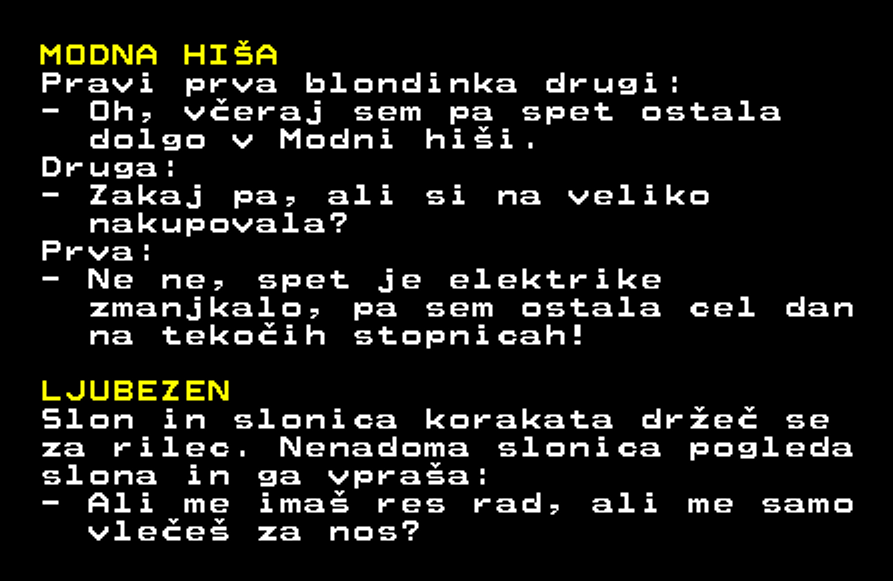 MODNA HIŠA
Pravi prva blondinka drugi:
- Oh, včeraj sem pa spet ostala
dolgo v Modni hiši.
Druga:
- Zakaj pa, ali si na veliko
nakupovala?
Prva:
- Ne ne, spet je elektrike
zmanjkalo, pa sem ostala cel dan
na tekočih stopnicah!
LJUBEZEN
Slon in slonica korakata držeč se
za rilec. Nenadoma slonica pogleda
slona in ga vpraša:
- Ali me imaš res rad, ali me samo
vlečeš za nos?